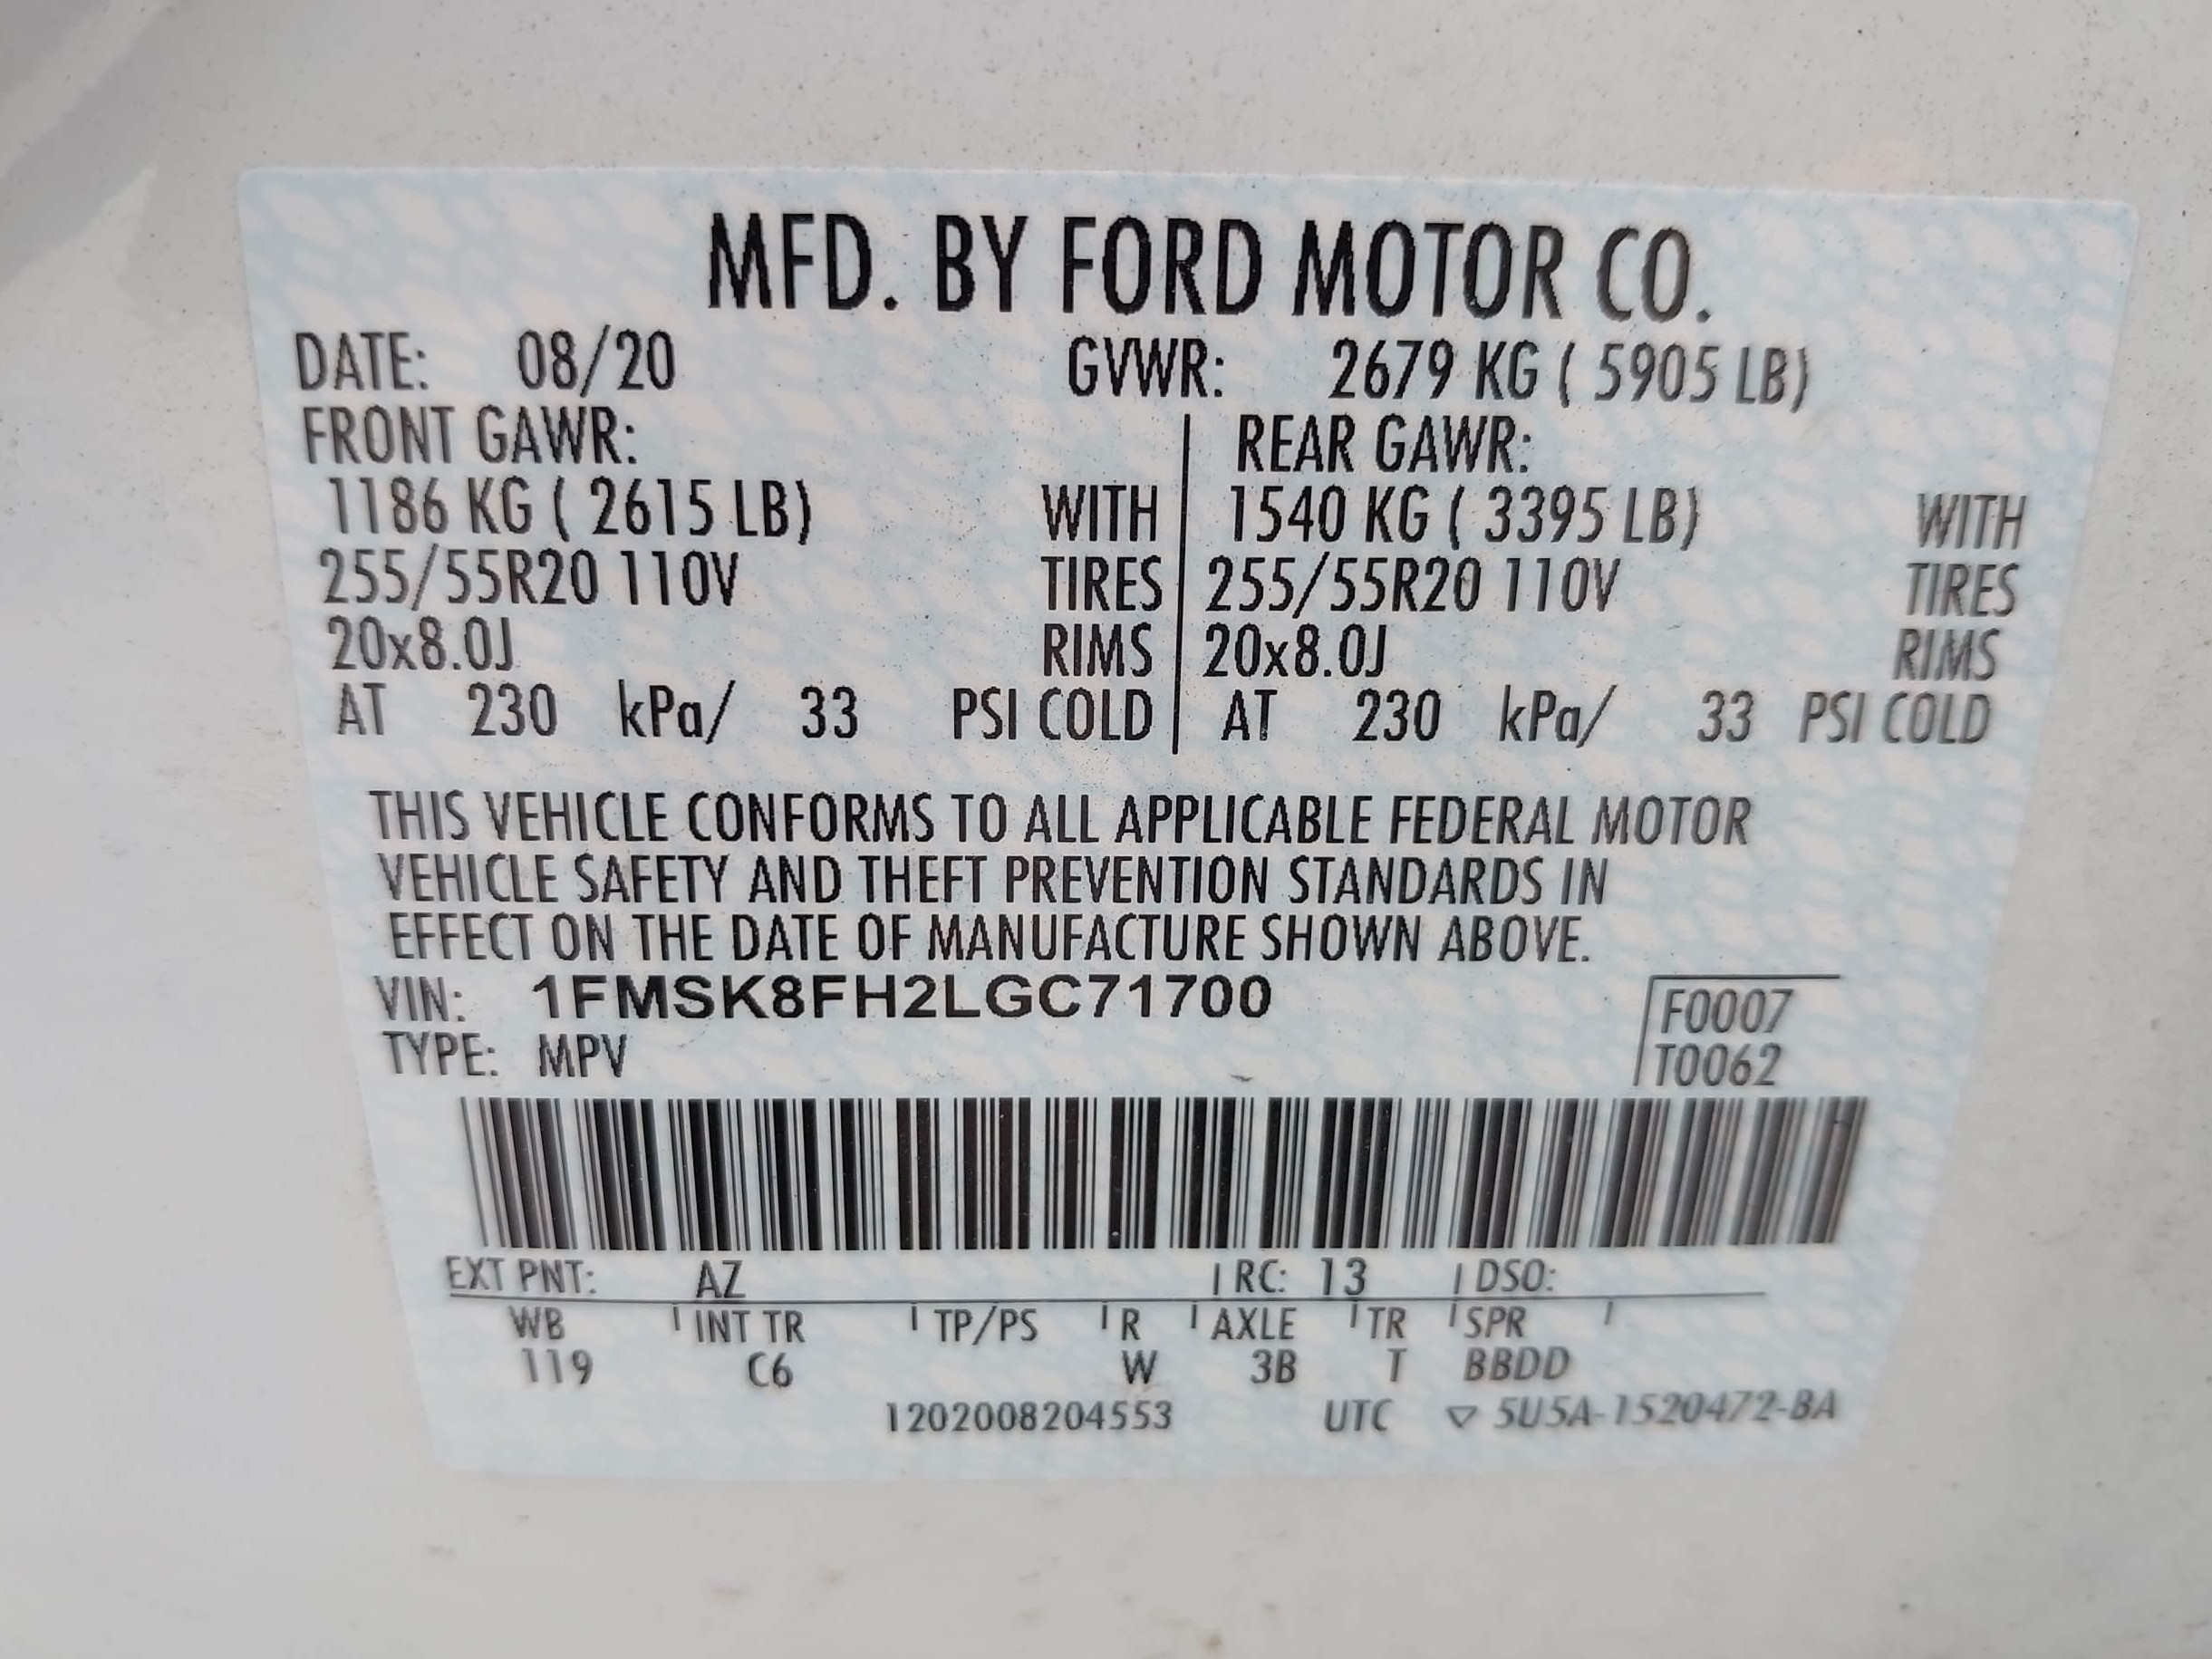 MFD. BY FORD MOTOR CO.
DATE: 08/20 GVWR: 2679 KG ( 5905 LB)
FRONT GAWR: REAR GAWR:
1186 KG ( 2615 LB) WITH 1540 KG ( 3395 LB) WITH
255/55R20 110V TIRES 255/55R20 110V TIRES
20x8.0J RIMS 20x8.0J RIMS
AT 230 kPa/ 33 PSI COLD AT 230 kPa/ 33 PSI COLD
THIS VEHICLE CONFORMS TO ALL APPLICABLE FEDERAL MOTOR
VEHICLE SAFETY AND THEFT PREVENTION STANDARDS IN
EFFECT ON THE DATE OF MANUFACTURE SHOWN ABOVE.
VIN: 1FMSK8FH2LGC71700 F0007
TYPE: MPV T0062
EXT PNT: AZ RC: 13 DSO:
WB INT TR TP/PS R AXLE TR SPR
119 C6 W 3B T BBDD
1202008204553 UTC ▽ 5U5A-1520472-BA